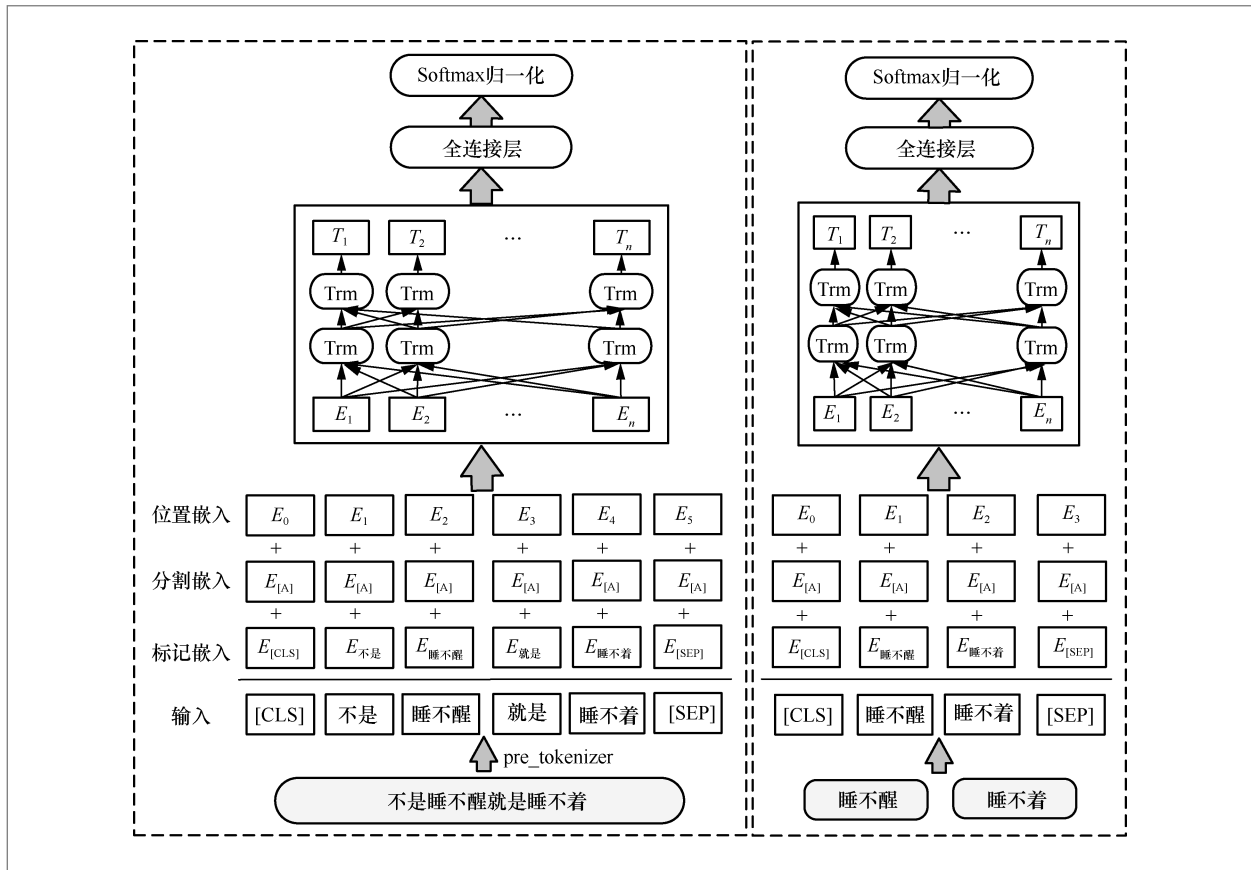 Softmax归一化
全连接层
T1 T2 … Tn
Trm Trm Trm
Trm Trm Trm
E1 E2 … En
位置嵌入 E0 E1 E2 E3 E4 E5
+ + + + + +
分割嵌入 E[A] E[A] E[A] E[A] E[A] E[A]
+ + + + + +
标记嵌入 E[CLS] E不是 E睡不醒 E就是 E睡不着 E[SEP]
输入 [CLS] 不是 睡不醒 就是 睡不着 [SEP]
pre_tokenizer
不是睡不醒就是睡不着
Softmax归一化
全连接层
T1 T2 … Tn
Trm Trm Trm
Trm Trm Trm
E1 E2 … En
E0 E1 E2 E3
+ + + +
E[A] E[A] E[A] E[A]
+ + + +
E[CLS] E睡不醒 E睡不着 E[SEP]
[CLS] 睡不醒 睡不着 [SEP]
睡不醒 睡不着